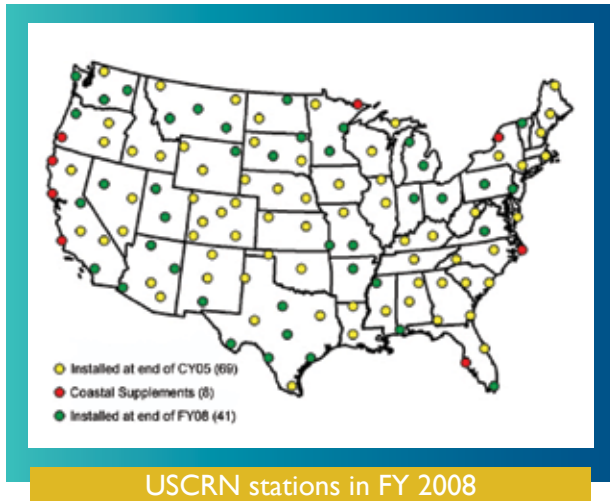 Installed at end of CY05 (69)
Coastal Supplements (8)
Installed at end of FY08 (41)
USCRN stations in FY 2008